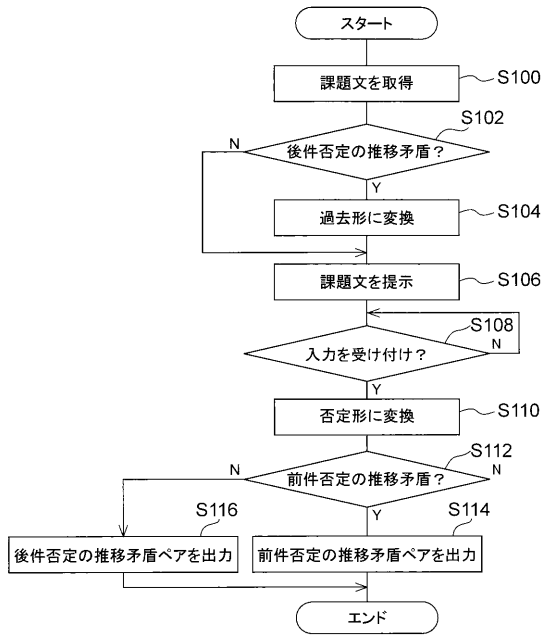 スタート
課題文を取得
S100
S102
後件否定の推移矛盾?
N
Y
過去形に変換
S104
課題文を提示
S106
S108
入力を受け付け?
N
Y
否定形に変換
S110
S112
前件否定の推移矛盾?
N
N
Y
S116
S114
後件否定の推移矛盾ペアを出力
前件否定の推移矛盾ペアを出力
エンド